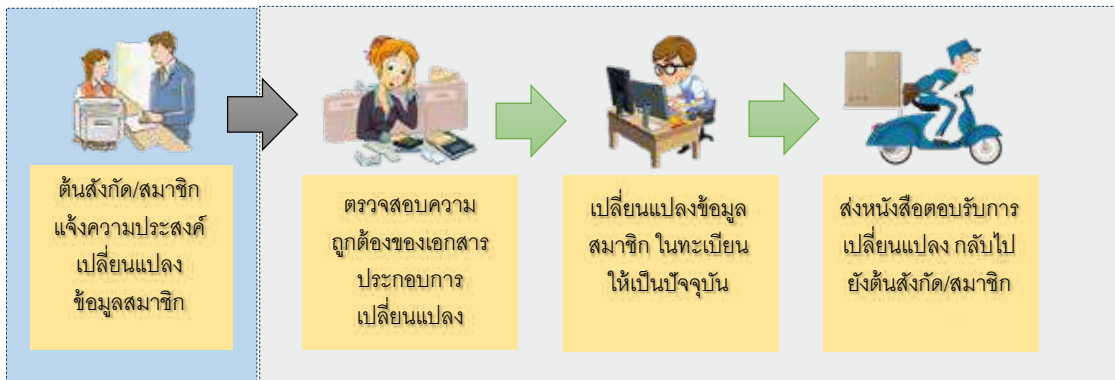 ต้นสังกัด/สมาชิก
แจ้งความประสงค์
เปลี่ยนแปลง
ข้อมูลสมาชิก
ตรวจสอบความ
ถูกต้องของเอกสาร
ประกอบการ
เปลี่ยนแปลง
เปลี่ยนแปลงข้อมูล
สมาชิก ในทะเบียน
ให้เป็นปัจจุบัน
ส่งหนังสือตอบรับการ
เปลี่ยนแปลง กลับไป
ยังต้นสังกัด/สมาชิก